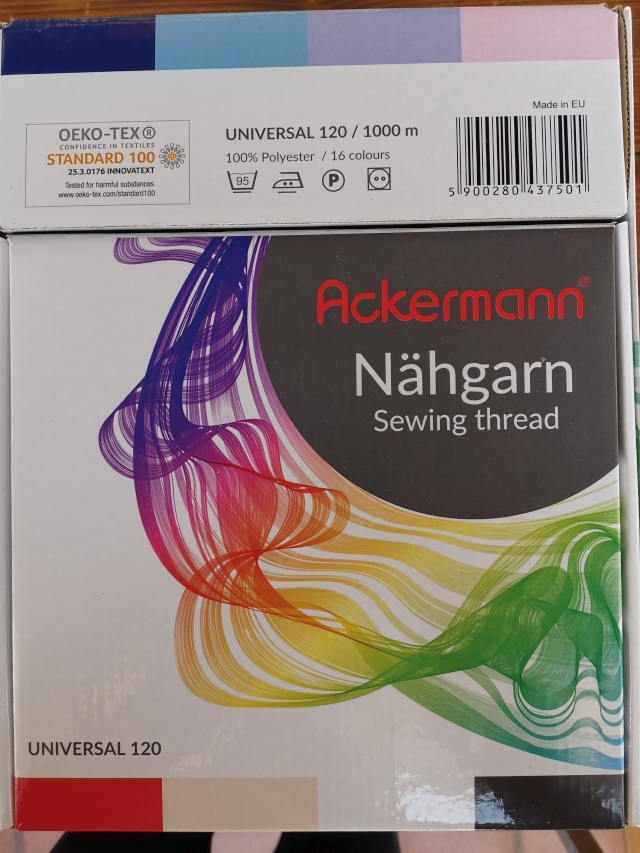 Made in EU
OEKO-TEX®
CONFIDENCE IN TEXTILES
STANDARD 100
25.3.0176 INNOVATEXT
Tested for harmful substances.
www.oeko-tex.com/standard100
UNIVERSAL 120 / 1000 m
100% Polyester / 16 colours
95
P
5 900280 437501
Ackermann®
Nähgarn
Sewing thread
UNIVERSAL 120